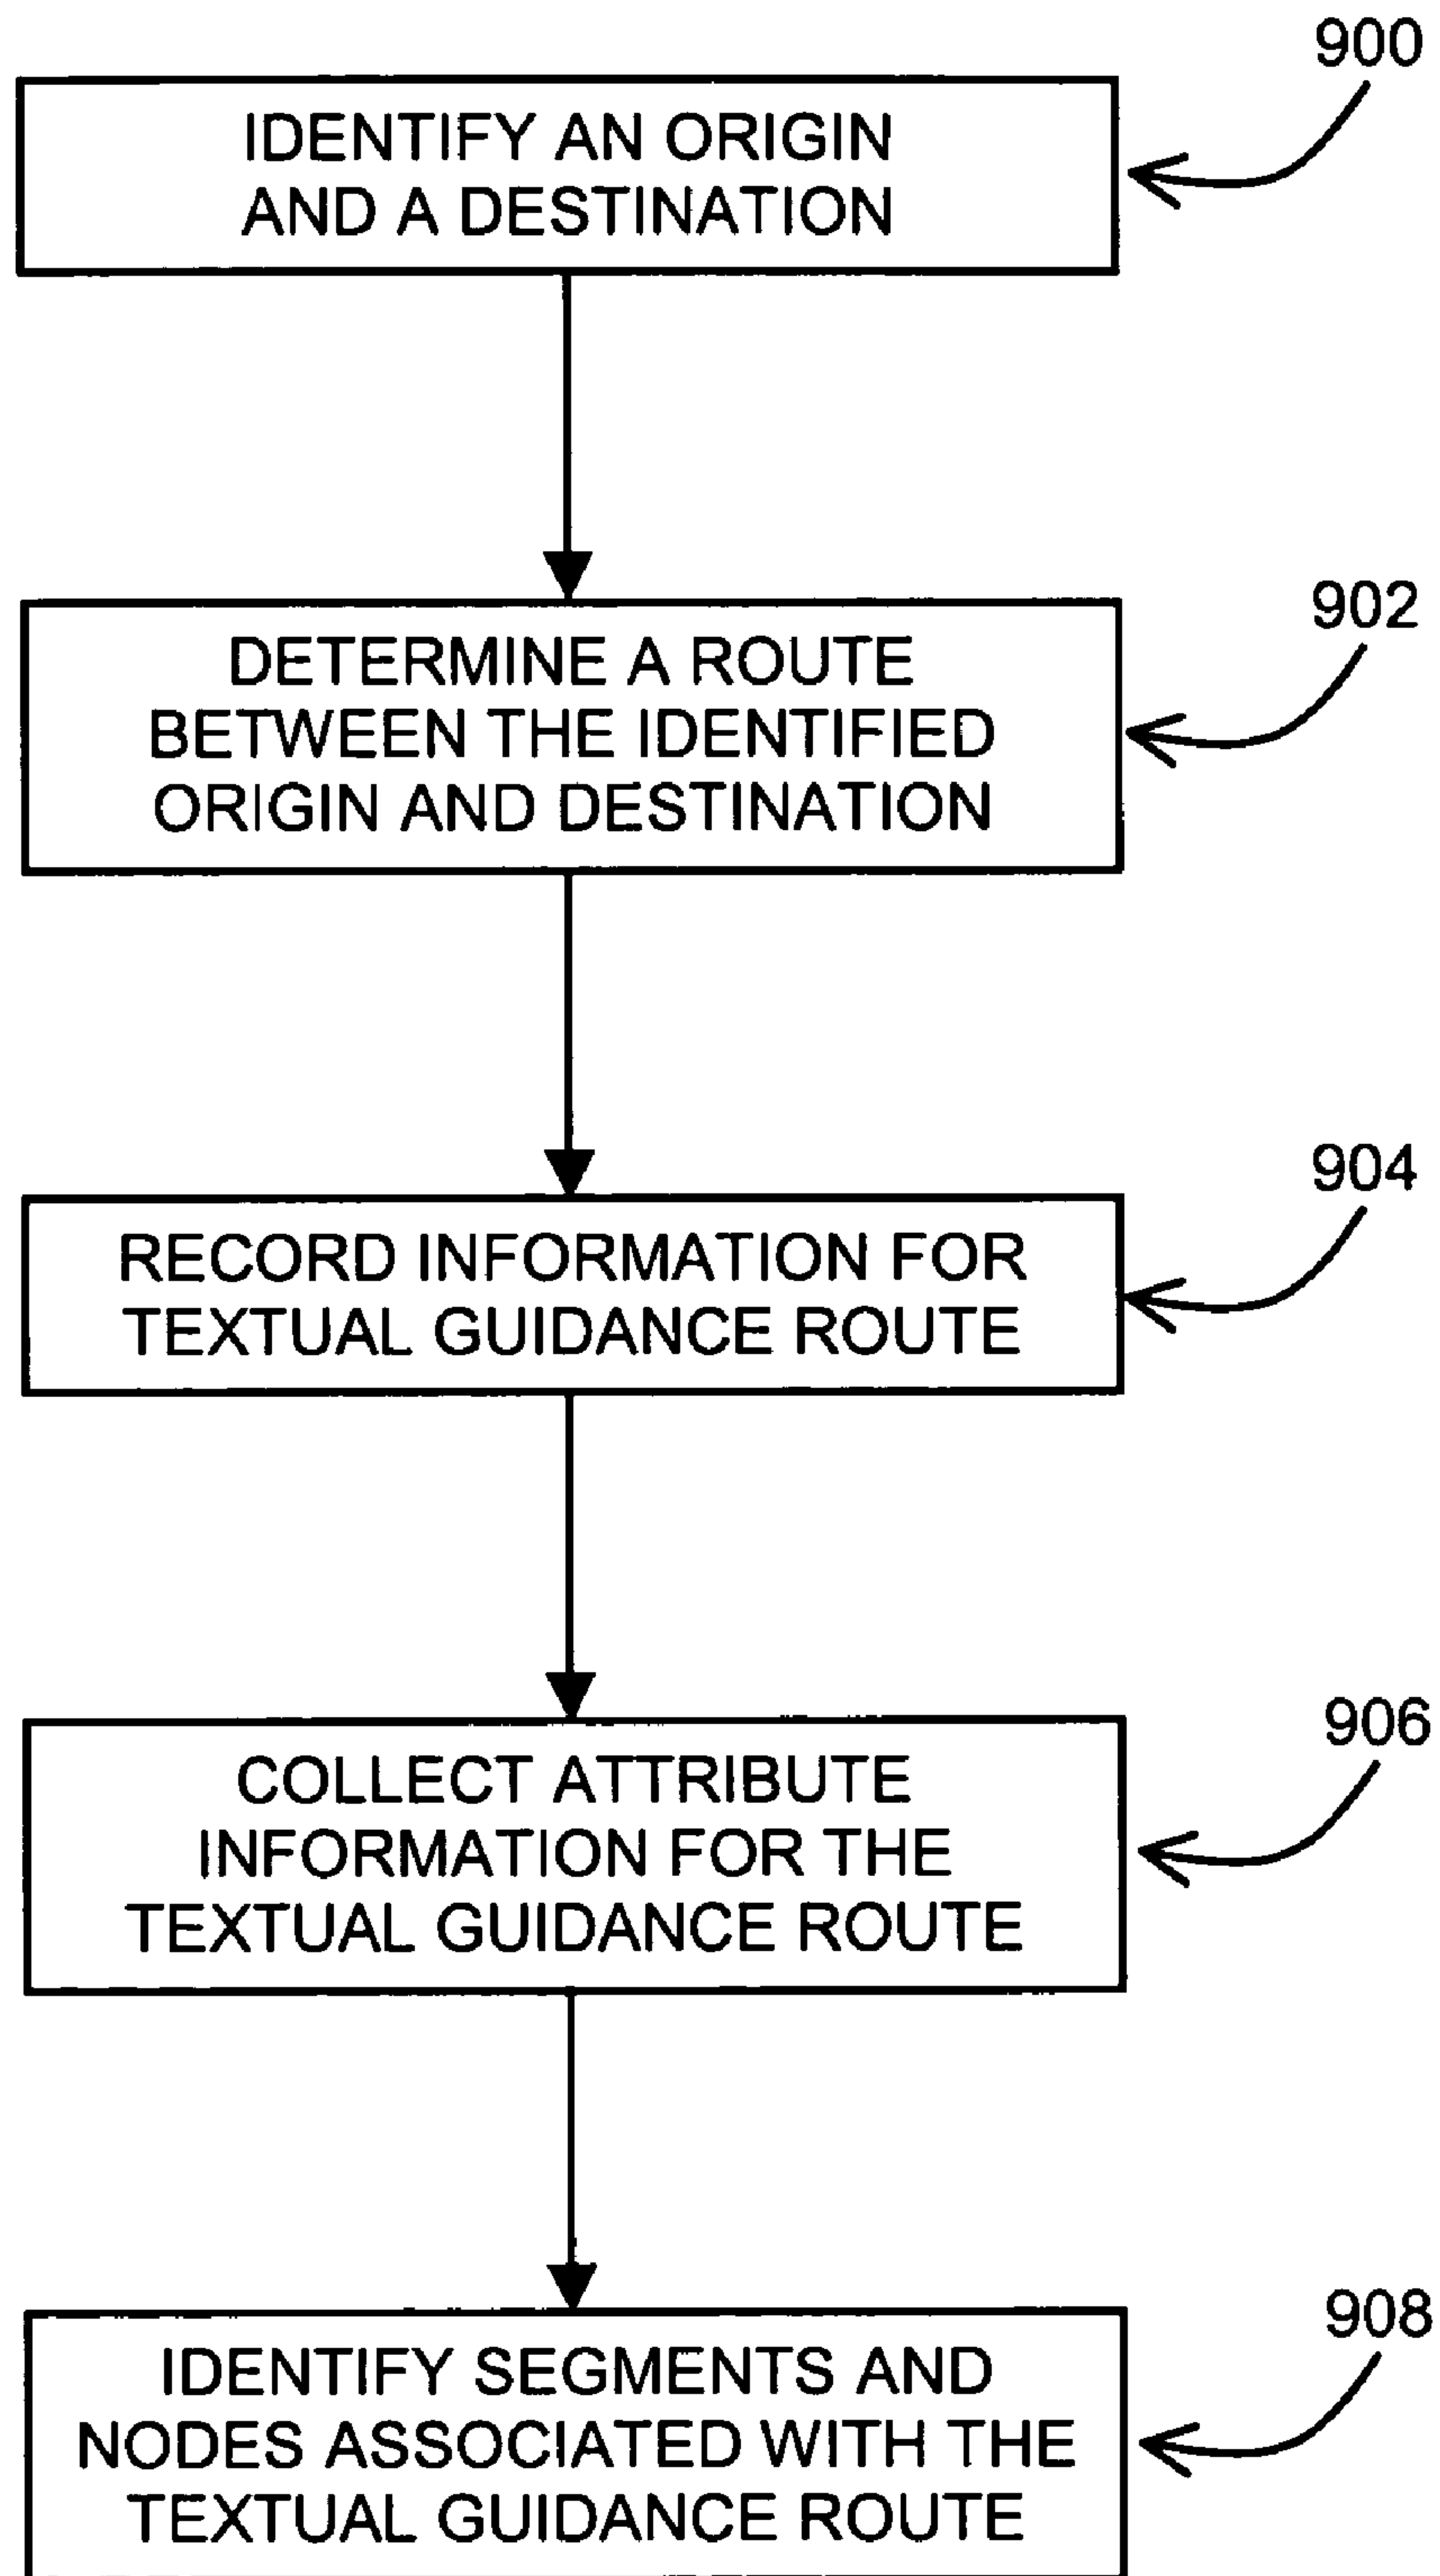 900
IDENTIFY AN ORIGIN
AND A DESTINATION
902
DETERMINE A ROUTE
BETWEEN THE IDENTIFIED
ORIGIN AND DESTINATION
904
RECORD INFORMATION FOR
TEXTUAL GUIDANCE ROUTE
906
COLLECT ATTRIBUTE
INFORMATION FOR THE
TEXTUAL GUIDANCE ROUTE
908
IDENTIFY SEGMENTS AND
NODES ASSOCIATED WITH THE
TEXTUAL GUIDANCE ROUTE